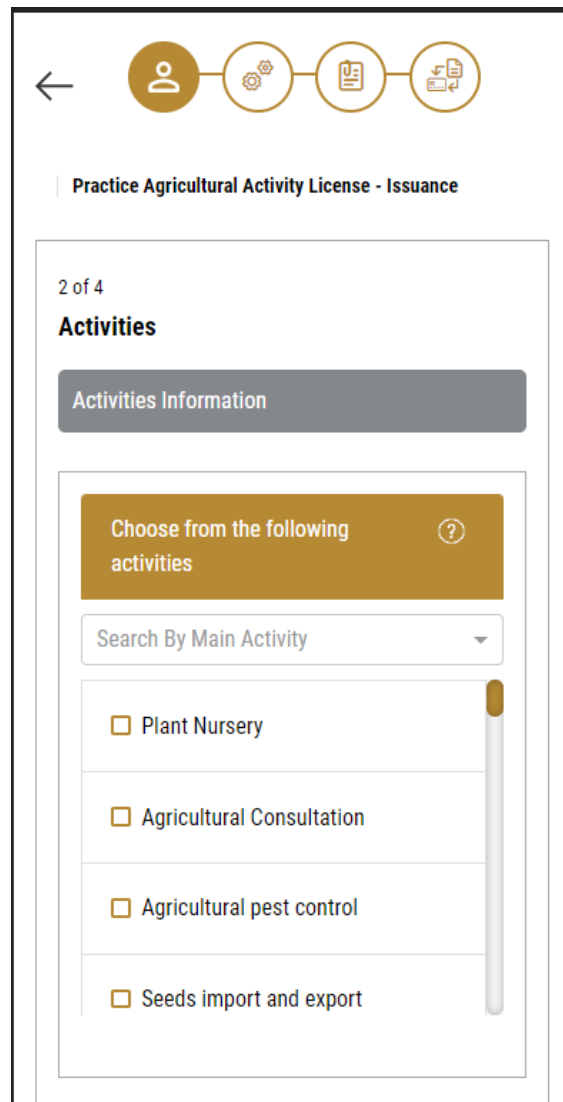 Practice Agricultural Activity License - Issuance
2 of 4
Activities
Activities Information
Choose from the following
activities
?
Search By Main Activity
Plant Nursery
Agricultural Consultation
Agricultural pest control
Seeds import and export